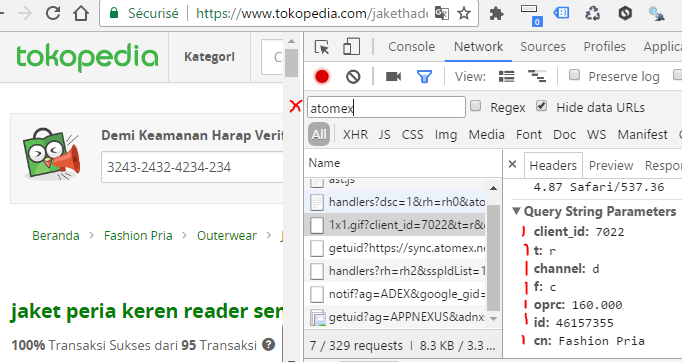 Sécurisé https://www.tokopedia.com/jakethade
tokopedia Kategori C
Demi Keamanan Harap Verif
3243-2432-4234-234
Beranda > Fashion Pria > Outerwear > J
jaket peria keren reader sem
100% Transaksi Sukses dari 95 Transaksi
Console Network Sources Profiles Applica
View: Preserve log
atomex Regex Hide data URLs
All XHR JS CSS Img Media Font Doc WS Manifest
Name
ast.js
handlers?dsc=1&rh=rh0&ato
1x1.gif?client_id=7022&t=r&
getuid?https://sync.atomex.ne
handlers?rh=rh2&sspIdList=1
notif?ag=ADEX&google_gid=
getuid?ag=APPNEXUS&adnx
7 / 329 requests | 8.3 KB / 3.3 ...
Headers Preview Respon
4.87 Safari/537.36
Query String Parameters
client_id: 7022
t: r
channel: d
f: c
oprc: 160.000
id: 46157355
cn: Fashion Pria